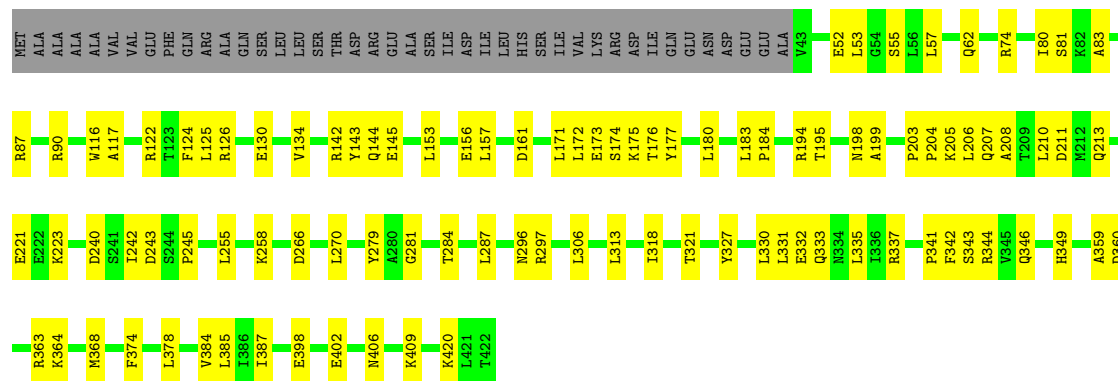 MET ALA ALA ALA ALA VAL VAL GLU PHE GLN ARG ALA GLN SER LEU LEU SER THR ASP ARG GLU ALA SER ILE ASP ILE LEU HIS SER ILE VAL LYS ARG ASP ILE GLN GLU ASN ASP GLU GLU ALA V43 E52 L53 G54 S55 L56 L57 Q62 R74 I80 S81 K82 A83
R87 R90 W116 A117 R122 T123 F124 L125 R126 E130 V134 R142 Y143 Q144 E145 L153 E156 L157 D161 L171 L172 E173 S174 K175 T176 Y177 L180 L183 P184 R194 T195 N198 A199 P203 P204 K205 L206 Q207 A208 T209 L210 D211 M212 Q213
E221 E222 K223 D240 S241 I242 D243 S244 P245 L255 K258 D266 L270 Y279 A280 G281 T284 L287 N296 R297 L306 L313 I318 T321 Y327 L330 L331 E332 Q333 N334 L335 I336 R337 P341 F342 S343 R344 V345 Q346 H349 A359 D360
R363 K364 M368 F374 L378 V384 L385 I386 I387 E398 E402 N406 K409 K420 L421 T422